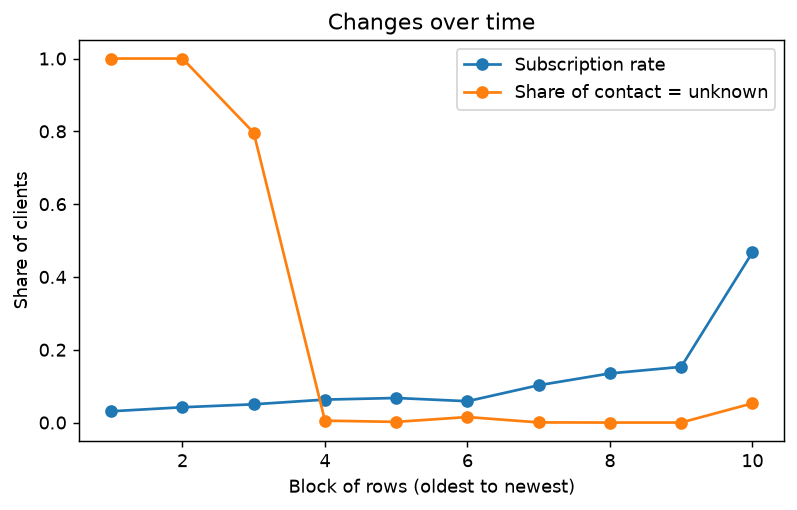 Changes over time
Subscription rate
Share of contact = unknown
Share of clients
1.0
0.8
0.6
0.4
0.2
0.0
2 4 6 8 10
Block of rows (oldest to newest)